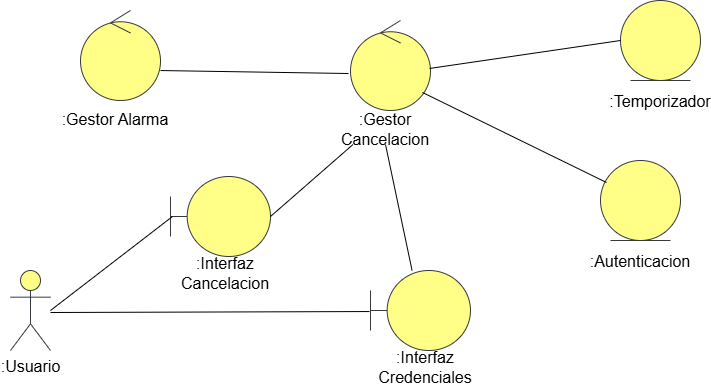 :Gestor Alarma
:Gestor
Cancelacion
:Temporizador
:Autenticacion
:Interfaz
Cancelacion
:Usuario
:Interfaz
Credenciales